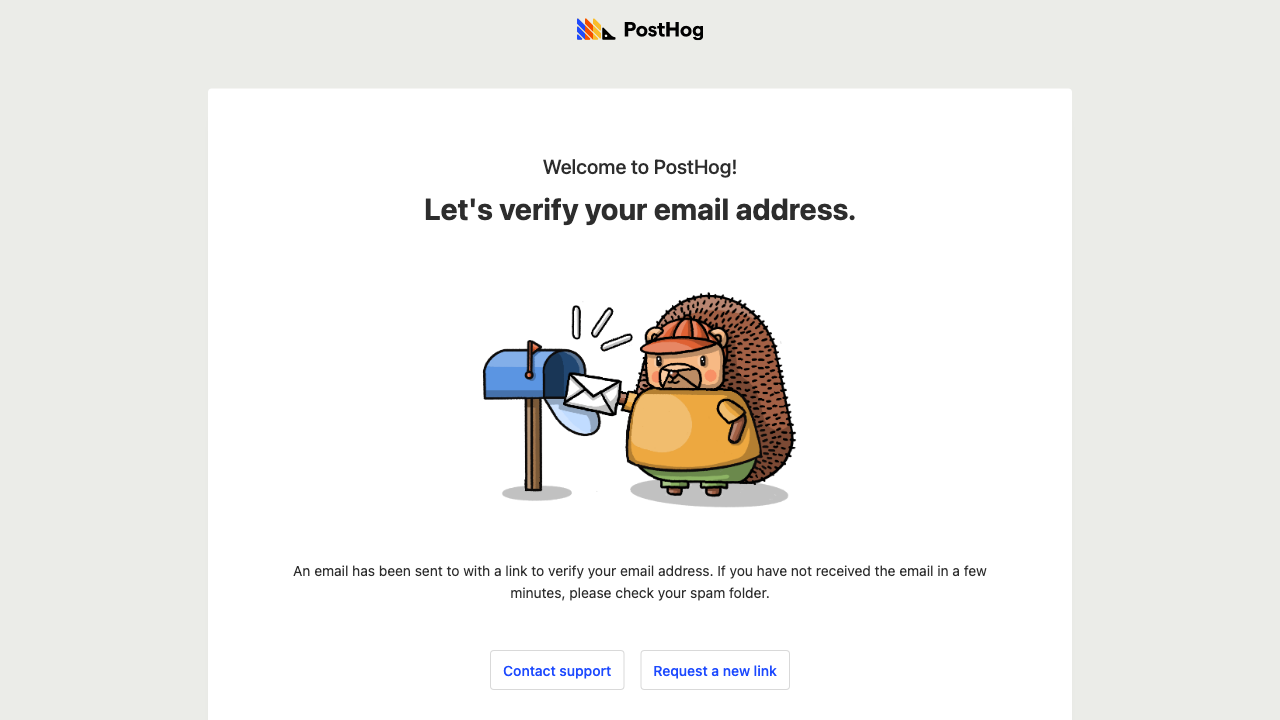 PostHog
Welcome to PostHog!
Let's verify your email address.
An email has been sent to with a link to verify your email address. If you have not received the email in a few
minutes, please check your spam folder.
Contact support
Request a new link